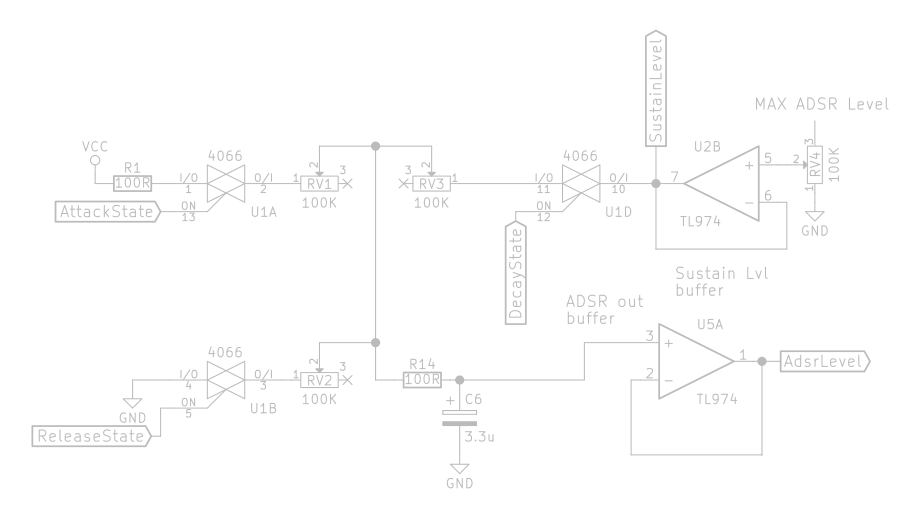 SustainLevel
MAX ADSR Level
VCC
R1
100R
4066
I/O
1
O/I
2
ON
13
U1A
AttackState
1
2
3
RV1
100K
3
2
1
RV3
100K
4066
I/O
11
O/I
10
ON
12
U1D
DecayState
7
U2B
+
5
-
6
TL974
2
3
RV4
1
100K
GND
Sustain Lvl
buffer
ADSR out
buffer
4066
I/O
4
O/I
3
ON
5
U1B
GND
ReleaseState
1
2
3
RV2
100K
R14
100R
+
C6
3.3u
GND
U5A
3
+
2
-
1
TL974
AdsrLevel